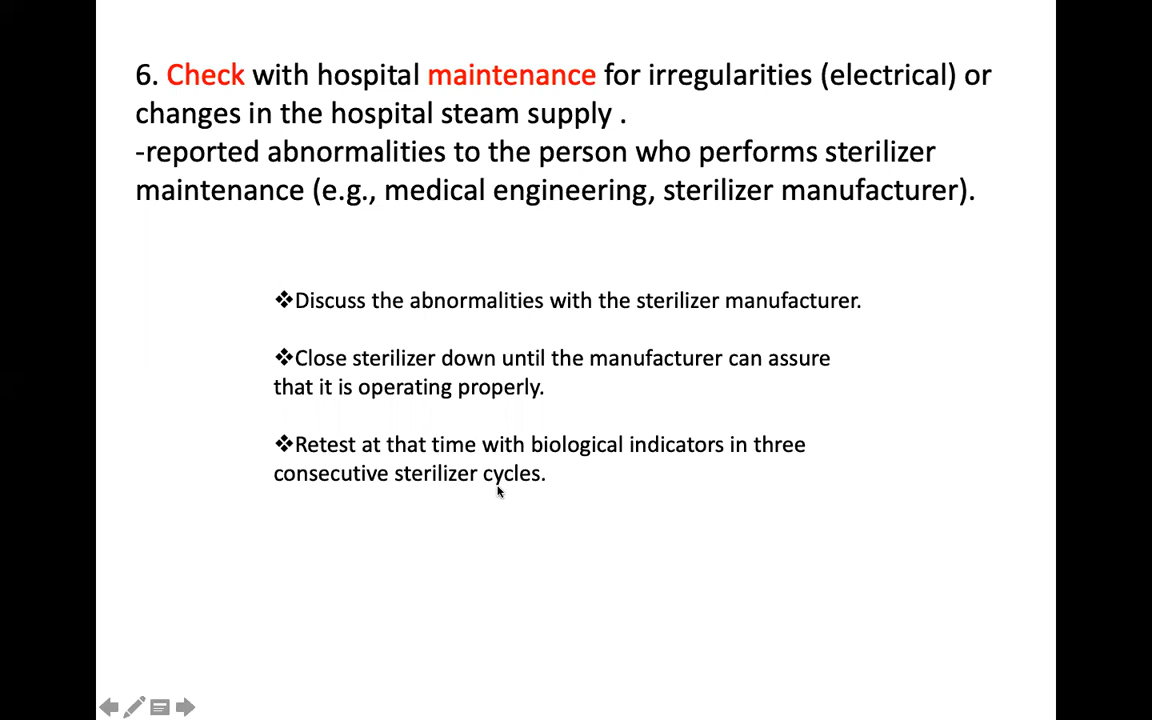 6. Check with hospital maintenance for irregularities (electrical) or
changes in the hospital steam supply .
-reported abnormalities to the person who performs sterilizer
maintenance (e.g., medical engineering, sterilizer manufacturer).
❖Discuss the abnormalities with the sterilizer manufacturer.
❖Close sterilizer down until the manufacturer can assure
that it is operating properly.
❖Retest at that time with biological indicators in three
consecutive sterilizer cycles.